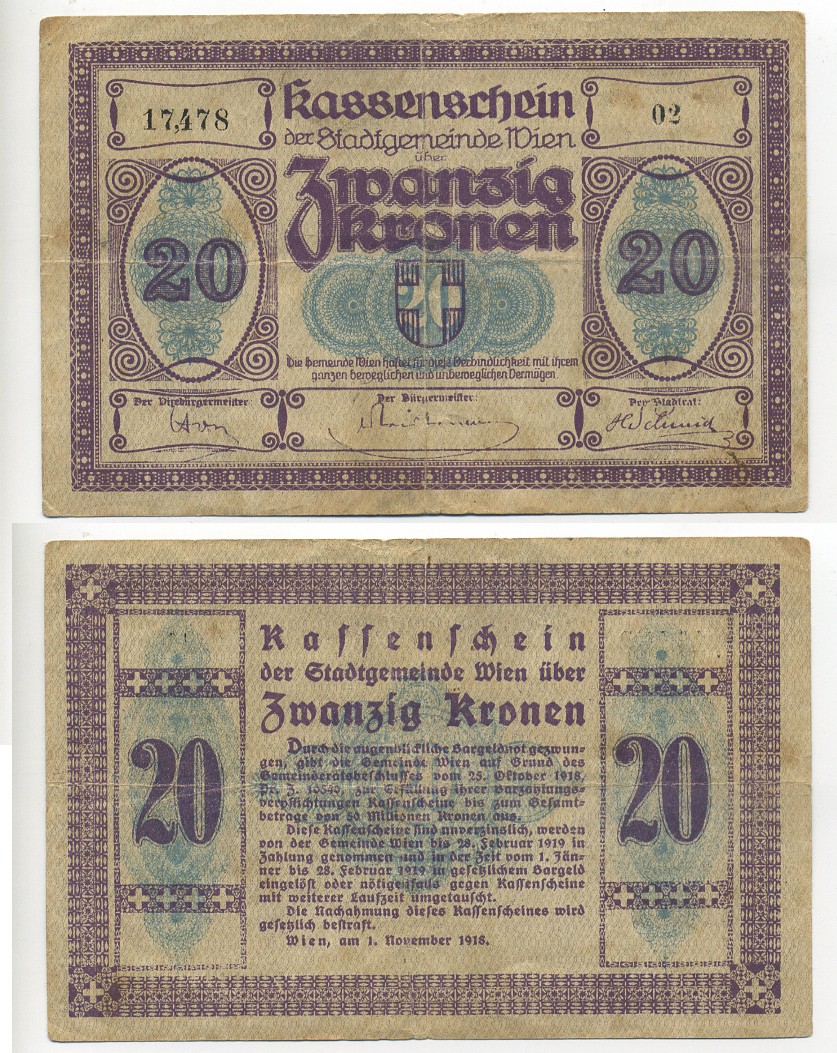 17,478
Kassenschein
02
der Stadtgemeinde Wien
über
Zwanzig
Kronen
20
20
20
Die Gemeinde Wien haftet für diese Verbindlichkeit mit ihrem
ganzen beweglichen und unbeweglichen Vermögen.
Der Vizebürgermeister:
Der Bürgermeister:
Der Stadtrat:
Kaſſenſchein
der Stadtgemeinde Wien über
Zwanzig Kronen
20
20
Durch die augenblickliche Bargeldnot gezwun-
gen, gibt die Gemeinde Wien auf Grund des
Gemeinderatsbeſchluſſes vom 25. Oktober 1918,
Pr. Z. zur Erfüllung ihrer Barzahlungs-
verpflichtungen Kaſſenſcheine bis zum Geſamt-
betrage von Millionen Kronen aus.
Dieſe Kaſſenſcheine ſind unverzinslich, werden
von der Gemeinde Wien bis 28. Februar 1919 in
Zahlung genommen und in der Zeit vom 1. Jän-
ner bis 28. Februar 1919 in geſetzlichem Bargeld
eingelöſt oder nötigenfalls gegen Kaſſenſcheine
mit weiterer Laufzeit umgetauſcht.
Die Nachahmung dieſes Kaſſenſcheines wird
geſetzlich beſtraft.
Wien, am 1. November 1918.